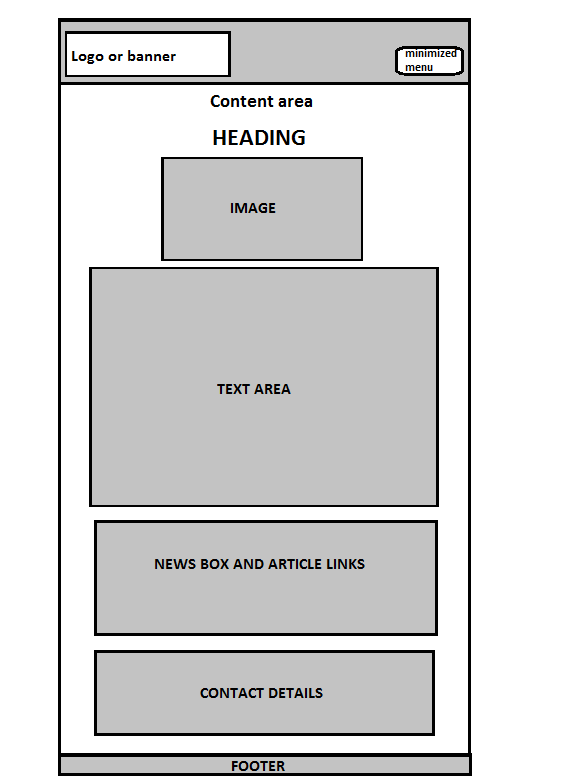 Logo or banner
minimized
menu
Content area
HEADING
IMAGE
TEXT AREA
NEWS BOX AND ARTICLE LINKS
CONTACT DETAILS
FOOTER